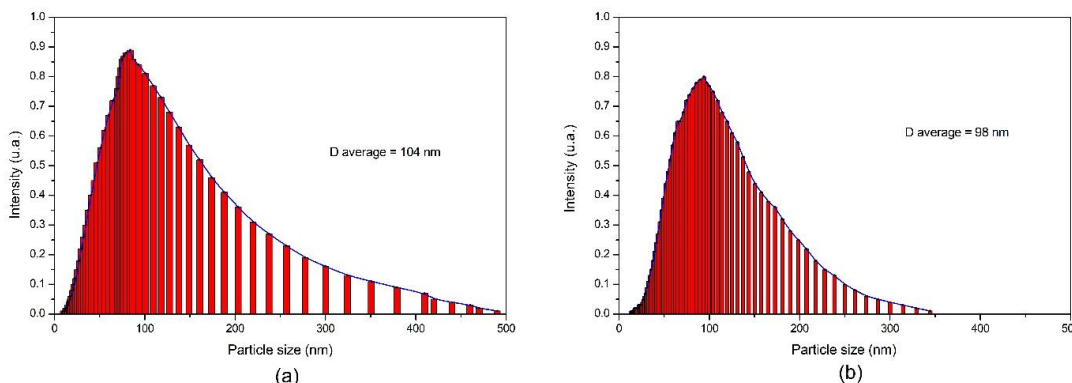 1.0
0.9
0.8
0.7
0.6
0.5
0.4
0.3
0.2
0.1
0.0
Intensity (u.a.)
D average = 104 nm
0 100 200 300 400 500
Particle size (nm)
(a)
1.0
0.9
0.8
0.7
0.6
0.5
0.4
0.3
0.2
0.1
0.0
Intensity (u.a.)
D average = 98 nm
0 100 200 300 400 50
Particle size (nm)
(b)